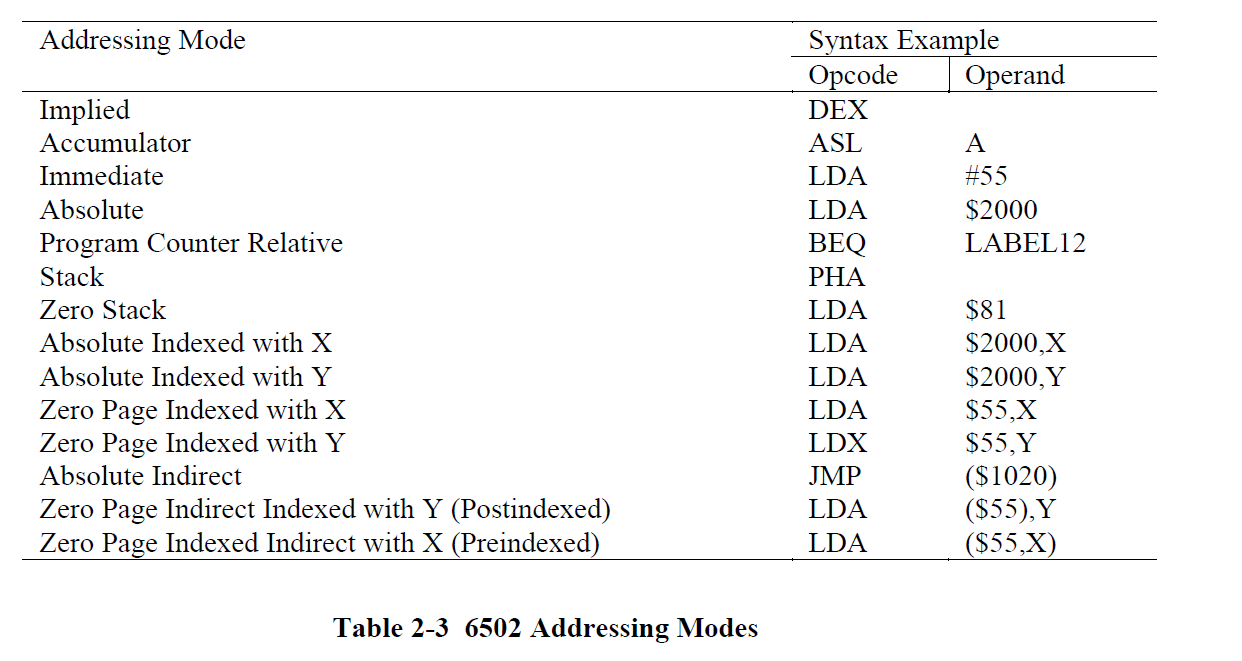 Addressing Mode Syntax Example
Opcode Operand
Implied DEX
Accumulator ASL A
Immediate LDA #55
Absolute LDA $2000
Program Counter Relative BEQ LABEL12
Stack PHA
Zero Stack LDA $81
Absolute Indexed with X LDA $2000,X
Absolute Indexed with Y LDA $2000,Y
Zero Page Indexed with X LDA $55,X
Zero Page Indexed with Y LDX $55,Y
Absolute Indirect JMP ($1020)
Zero Page Indirect Indexed with Y (Postindexed) LDA ($55),Y
Zero Page Indexed Indirect with X (Preindexed) LDA ($55,X)
Table 2-3 6502 Addressing Modes